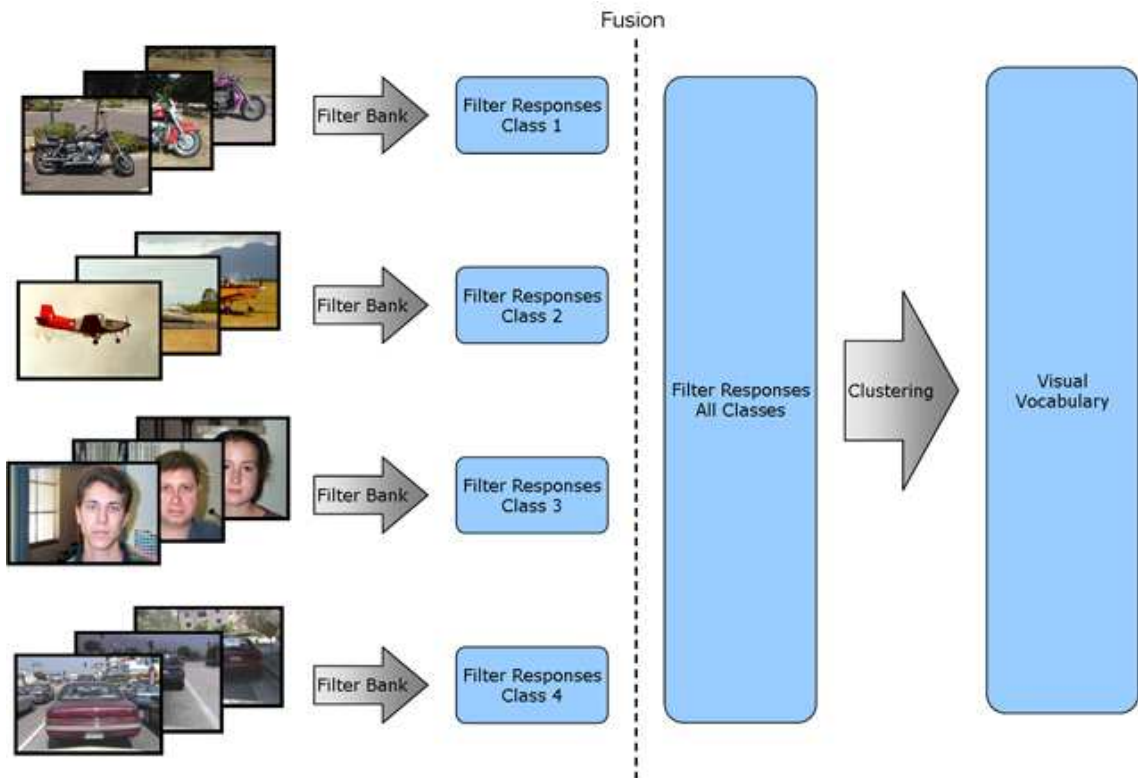 Fusion
Filter Bank
Filter Responses
Class 1
Filter Bank
Filter Responses
Class 2
Filter Responses
All Classes
Clustering
Visual
Vocabulary
Filter Bank
Filter Responses
Class 3
Filter Bank
Filter Responses
Class 4